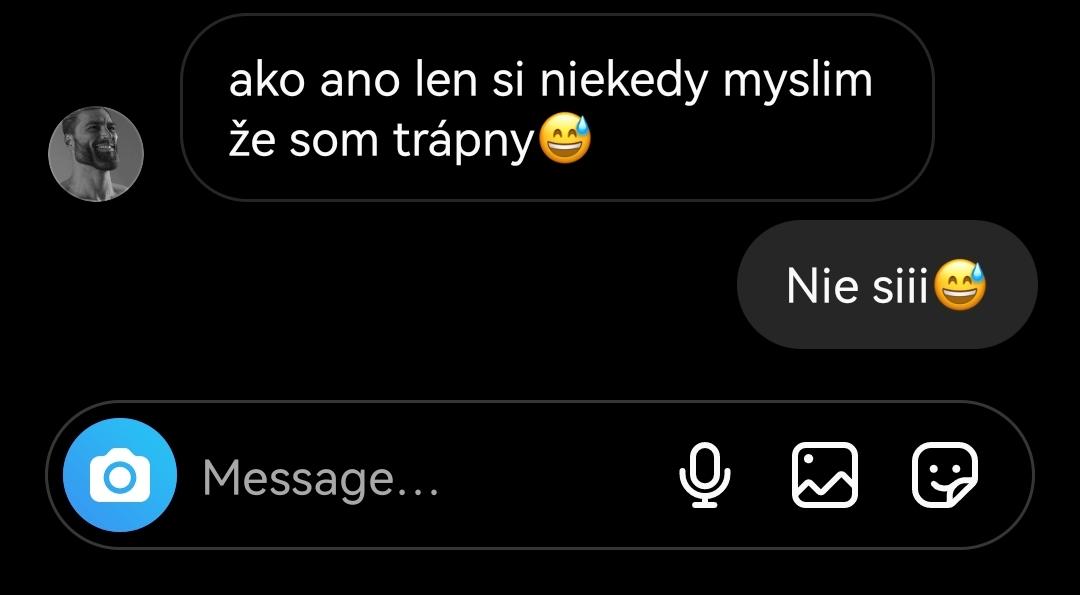 ako ano len si niekedy myslim
že som trápny😅
Nie siii😅
Message...